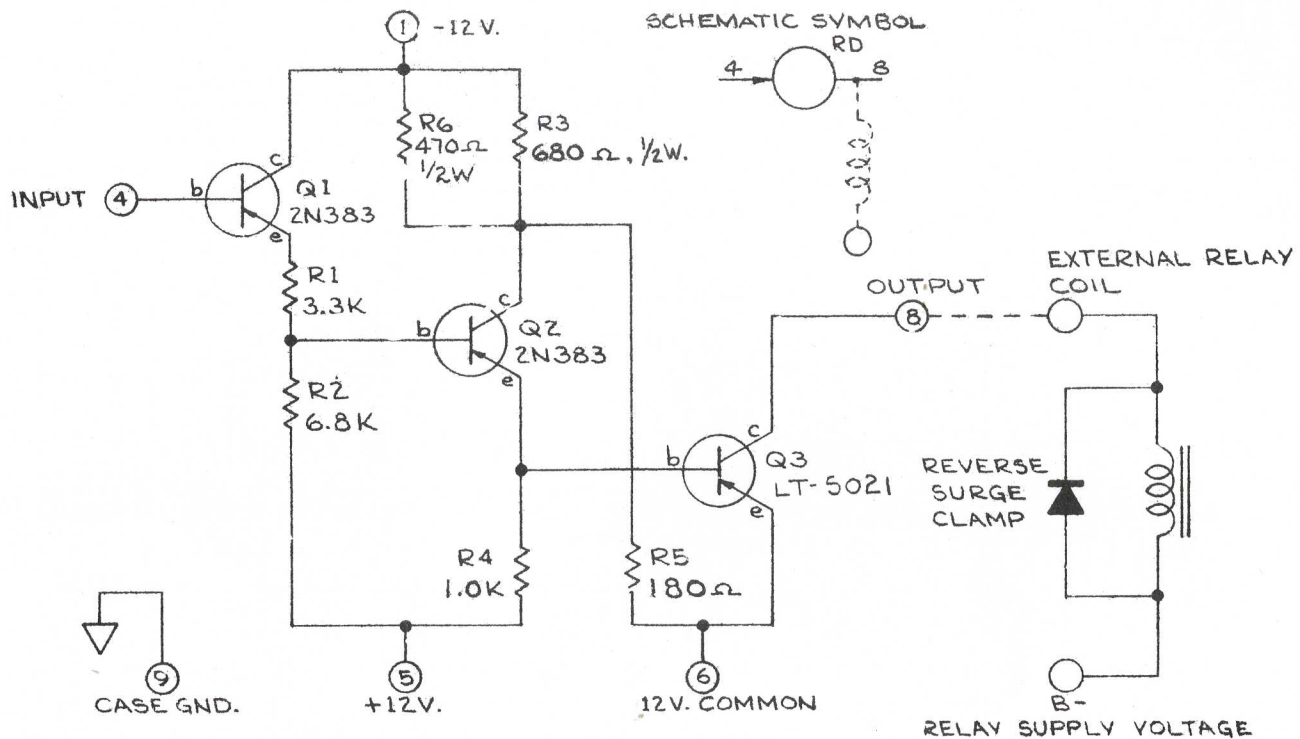 1 -12 V.
SCHEMATIC SYMBOL
RD
4
8
R6
470Ω
1/2W
R3
680 Ω, 1/2W.
INPUT 4
b
c
e
Q1
2N383
R1
3.3K
b
c
e
Q2
2N383
R2
6.8K
OUTPUT
8
EXTERNAL RELAY
COIL
b
c
e
Q3
LT-5021
REVERSE
SURGE
CLAMP
R4
1.0K
R5
180Ω
9
CASE GND.
5
+12V.
6
12V. COMMON
B-
RELAY SUPPLY VOLTAGE